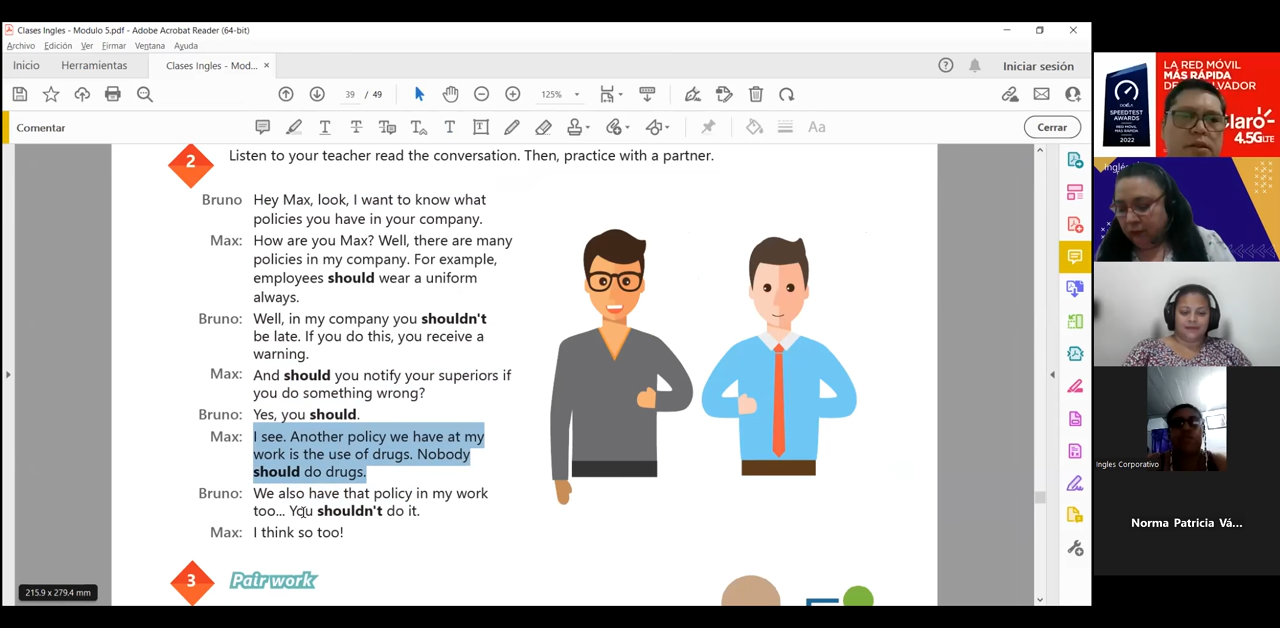 Clases Ingles - Modulo 5.pdf - Adobe Acrobat Reader (64-bit)
Archivo Edición Ver Firmar Ventana Ayuda
Inicio Herramientas Clases Ingles - Mod... × Iniciar sesión
39 / 49 125%
Comentar Aa Cerrar
2 Listen to your teacher read the conversation. Then, practice with a partner.
Bruno Hey Max, look, I want to know what
policies you have in your company.
Max: How are you Max? Well, there are many
policies in my company. For example,
employees should wear a uniform
always.
Bruno: Well, in my company you shouldn't
be late. If you do this, you receive a
warning.
Max: And should you notify your superiors if
you do something wrong?
Bruno: Yes, you should.
Max: I see. Another policy we have at my
work is the use of drugs. Nobody
should do drugs.
Bruno: We also have that policy in my work
too... You shouldn't do it.
Max: I think so too!
3 Pair work
215.9 x 279.4 mm
SPEEDTEST
AWARDS
2022
LA RED MÓVIL
MÁS RÁPIDA
4.5G LTE
Ingles Corporativo
Norma Patricia Vá...